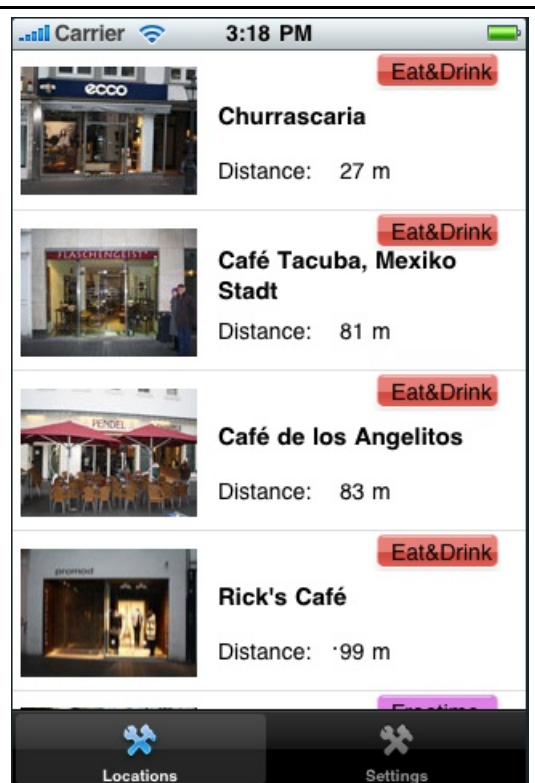 Carrier 3:18 PM
Eat&Drink
ecco
Churrascaria
Distance: 27 m
Eat&Drink
FLASCHENGEIST
Café Tacuba, Mexiko
Stadt
Distance: 81 m
Eat&Drink
PENDEL
Café de los Angelitos
Distance: 83 m
Eat&Drink
promod
Rick's Café
Distance: 99 m
Locations Settings